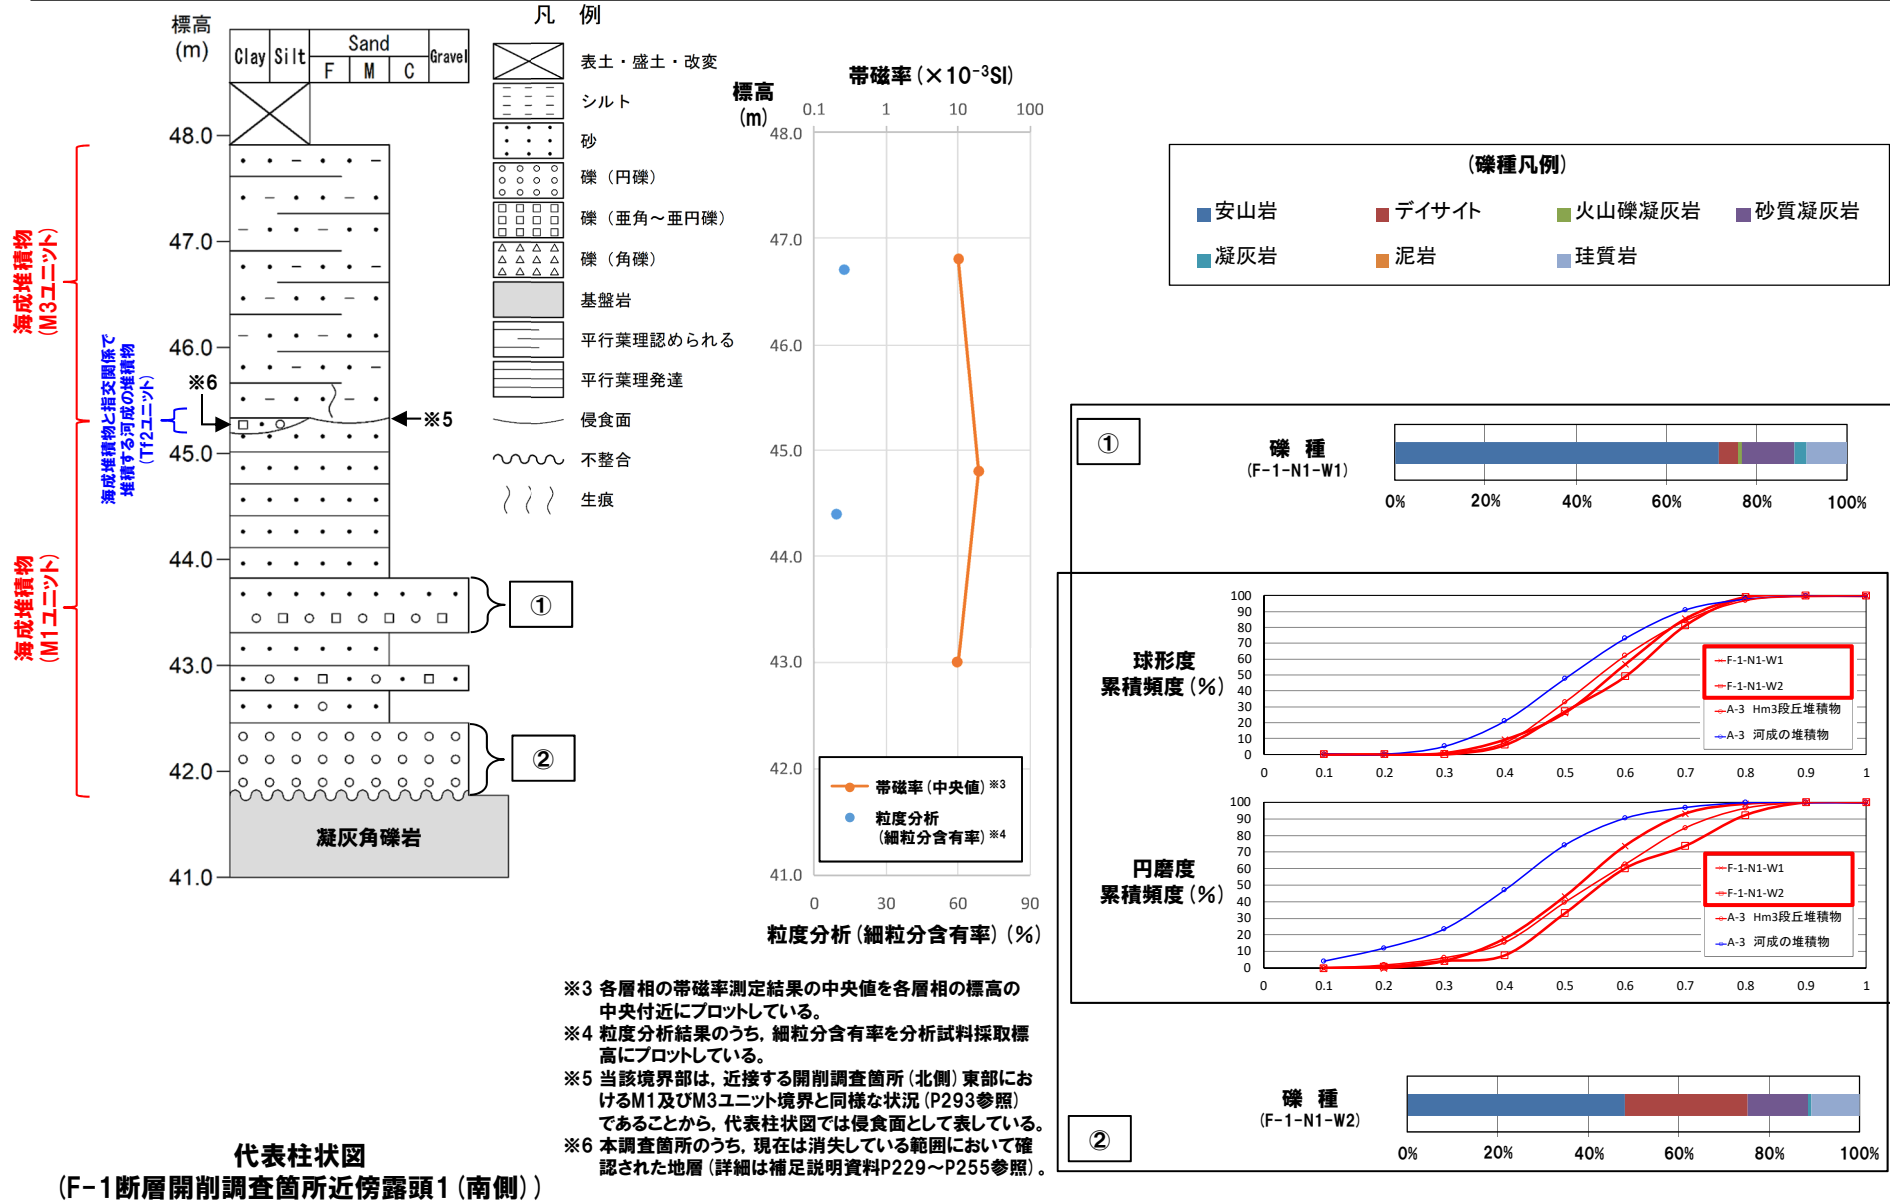 標高
(m)
Clay
Silt
Sand
F
M
C
Gravel
48.0
47.0
46.0
45.0
44.0
43.0
42.0
41.0
海成堆積物
(M3ユニット)
海成堆積物と指交関係で
堆積する河成の堆積物
(Tf2ユニット)
海成堆積物
(M1ユニット)
※6
※5
①
②
凝灰角礫岩
代表柱状図
(F-1断層開削調査箇所近傍露頭1(南側))
凡 例
表土・盛土・改変
シルト
砂
礫（円礫）
礫（亜角～亜円礫）
礫（角礫）
基盤岩
平行葉理認められる
平行葉理発達
侵食面
不整合
生痕
帯磁率(×10⁻³SI)
標高
(m)
0.1 1 10 100
48.0
47.0
46.0
45.0
44.0
43.0
42.0
41.0
帯磁率(中央値)※3
粒度分析
(細粒分含有率)※4
0 30 60 90
粒度分析(細粒分含有率)(%)
※3 各層相の帯磁率測定結果の中央値を各層相の標高の
中央付近にプロットしている。
※4 粒度分析結果のうち,細粒分含有率を分析試料採取標
高にプロットしている。
※5 当該境界部は,近接する開削調査箇所(北側)東部にお
けるM1及びM3ユニット境界と同様な状況(P293参照)
であることから,代表柱状図では侵食面として表している。
※6 本調査箇所のうち,現在は消失している範囲において確
認された地層(詳細は補足説明資料P229～P255参照)。
(礫種凡例)
安山岩 デイサイト 火山礫凝灰岩 砂質凝灰岩
凝灰岩 泥岩 珪質岩
①
礫 種
(F-1-N1-W1)
0% 20% 40% 60% 80% 100%
球形度
累積頻度(%)
100
90
80
70
60
50
40
30
20
10
0
0 0.1 0.2 0.3 0.4 0.5 0.6 0.7 0.8 0.9 1
F-1-N1-W1
F-1-N1-W2
A-3 Hm3段丘堆積物
A-3 河成の堆積物
円磨度
累積頻度(%)
100
90
80
70
60
50
40
30
20
10
0
0 0.1 0.2 0.3 0.4 0.5 0.6 0.7 0.8 0.9 1
F-1-N1-W1
F-1-N1-W2
A-3 Hm3段丘堆積物
A-3 河成の堆積物
②
礫 種
(F-1-N1-W2)
0% 20% 40% 60% 80% 100%